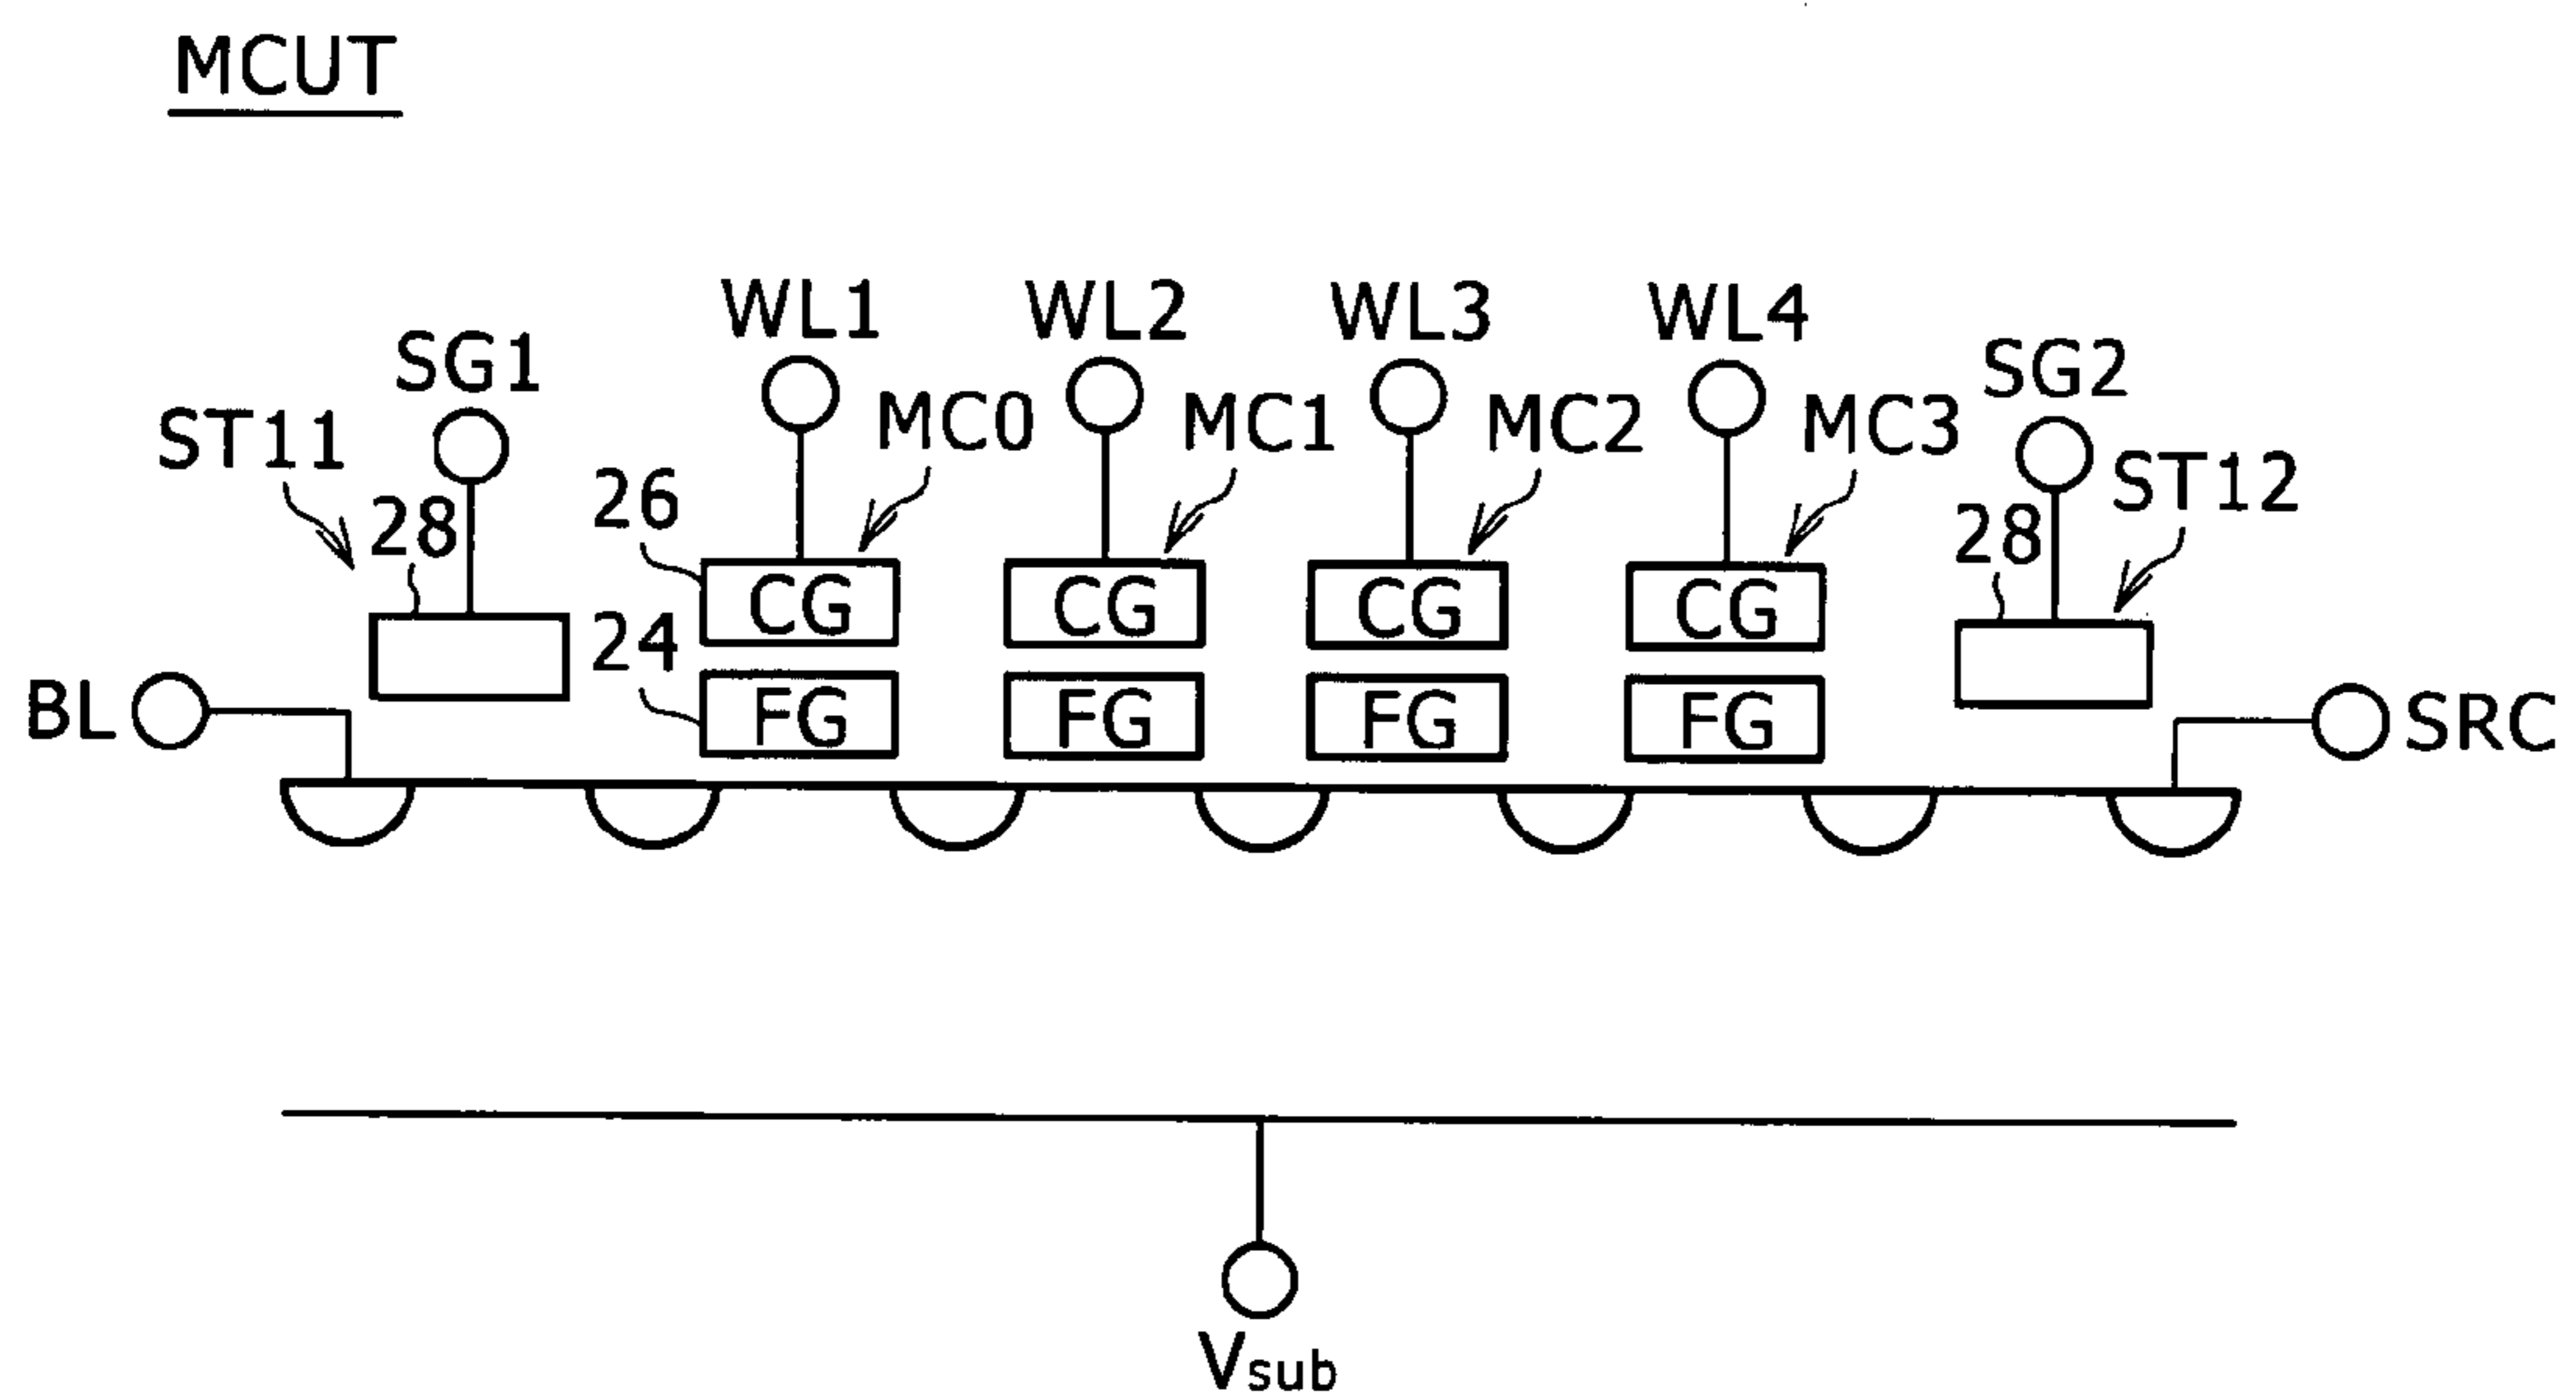 MCUT
WL1 WL2 WL3 WL4
SG1 SG2
ST11 MC0 MC1 MC2 MC3 ST12
28 26 28
CG CG CG CG
24
FG FG FG FG
BL SRC
Vsub